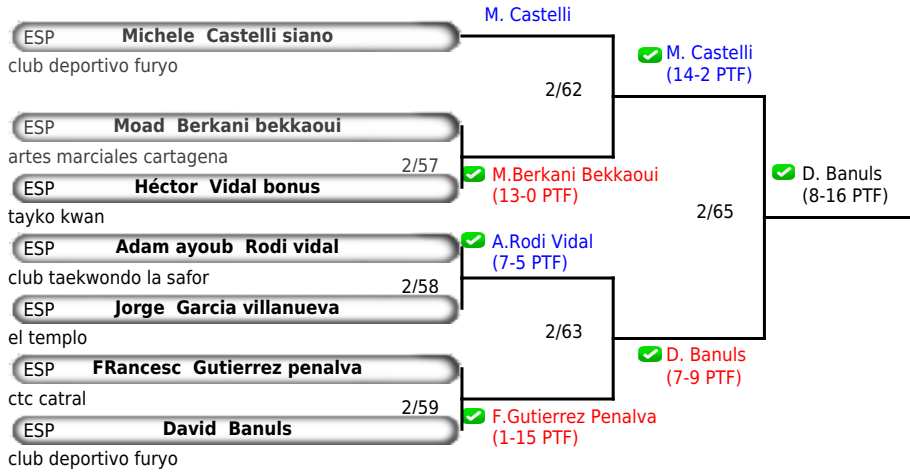 M. Castelli
ESP Michele Castelli siano
club deportivo furyo
M. Castelli
(14-2 PTF)
2/62
ESP Moad Berkani bekkaoui
artes marciales cartagena
2/57
ESP Héctor Vidal bonus
tayko kwan
M.Berkani Bekkaoui
(13-0 PTF)
D. Banuls
(8-16 PTF)
2/65
ESP Adam ayoub Rodi vidal
club taekwondo la safor
A.Rodi Vidal
(7-5 PTF)
2/58
ESP Jorge Garcia villanueva
el templo
2/63
D. Banuls
(7-9 PTF)
ESP FRancesc Gutierrez penalva
ctc catral
2/59
ESP David Banuls
club deportivo furyo
F.Gutierrez Penalva
(1-15 PTF)